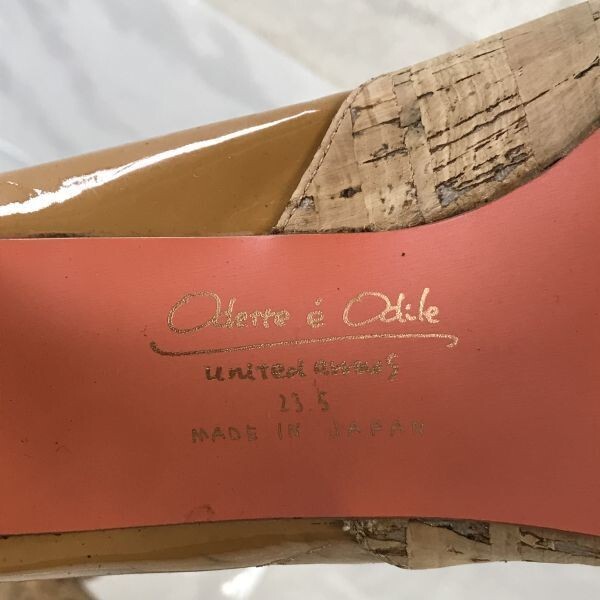 Odette é Odile
united arrows
23.5
MADE IN JAPAN